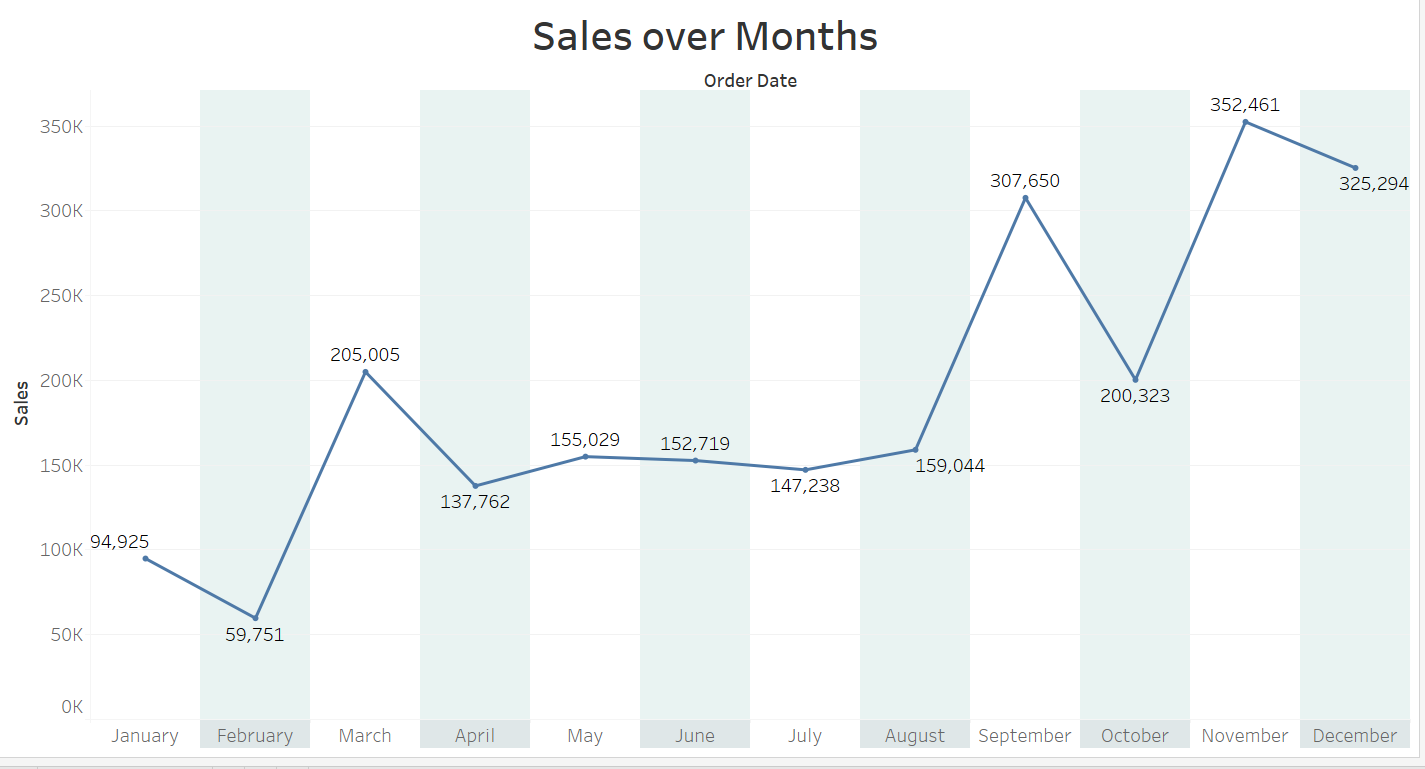 Sales over Months
Order Date
352,461
350K
325,294
307,650
300K
250K
205,005
200K
200,323
Sales
155,029
152,719
150K
159,044
147,238
137,762
94,925
100K
59,751
50K
0K
January February March April May June July August September October November December